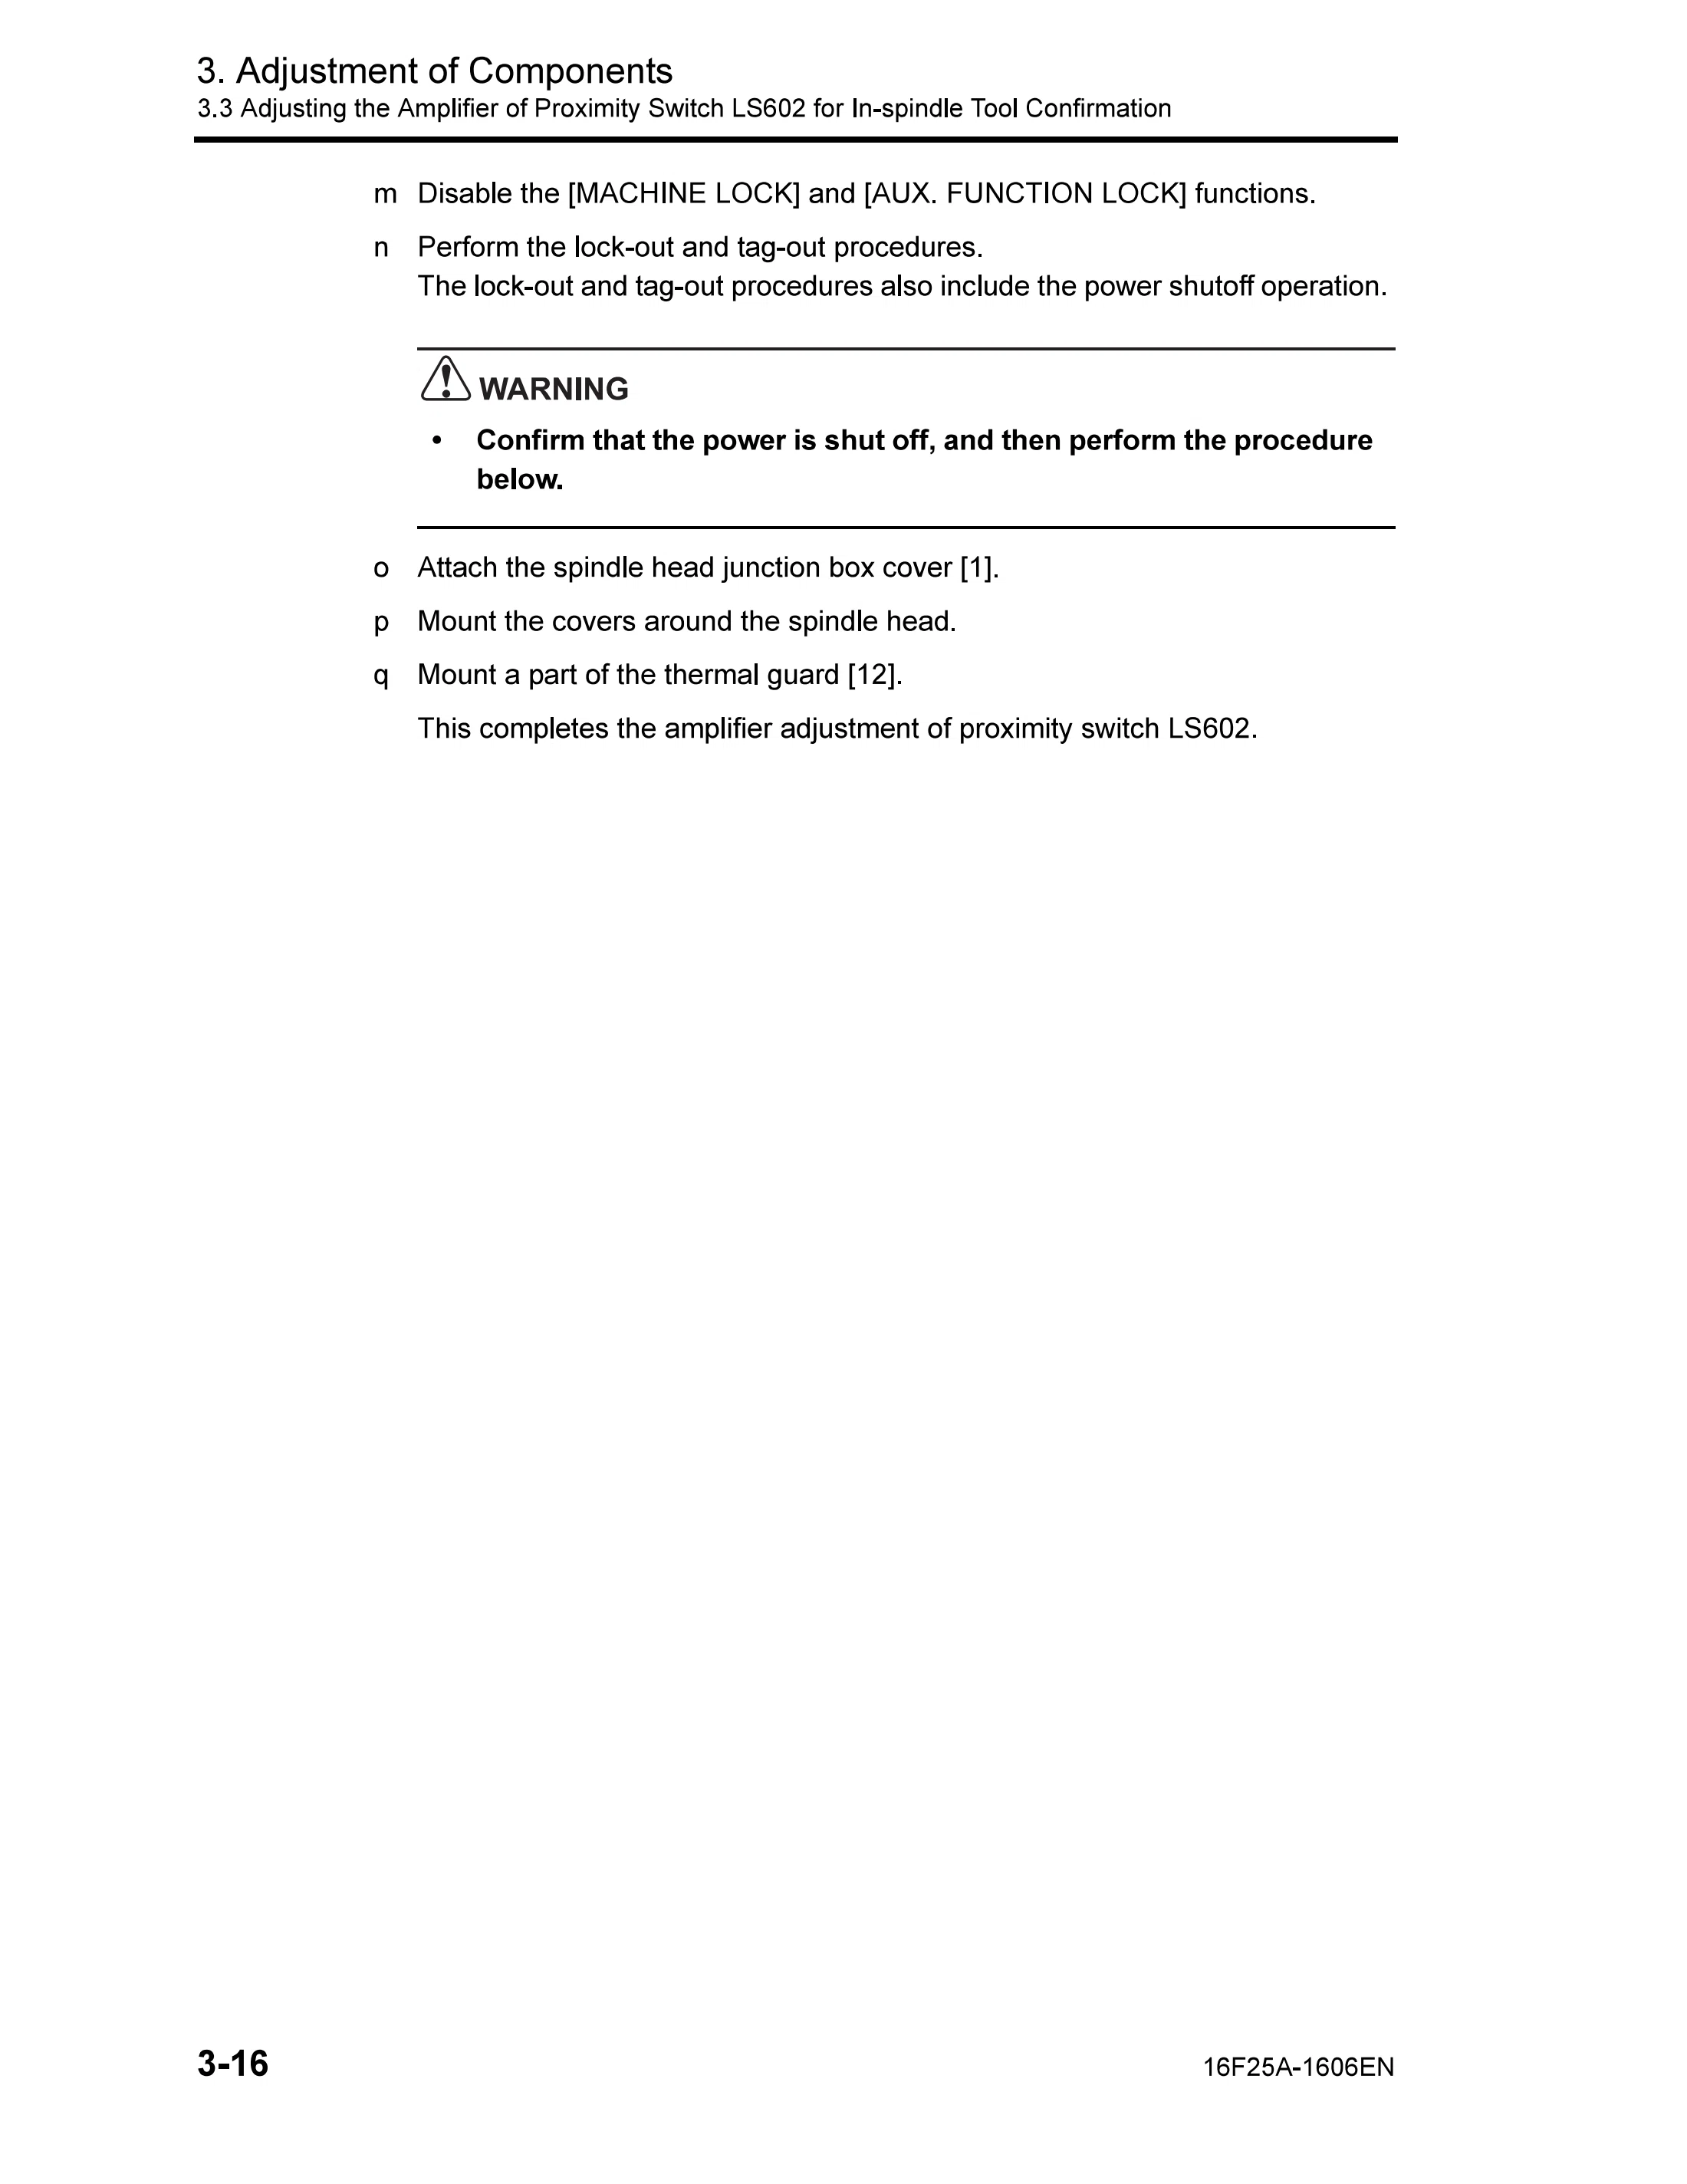 3. Adjustment of Components
3.3 Adjusting the Amplifier of Proximity Switch LS602 for In-spindle Tool Confirmation
m Disable the [MACHINE LOCK] and [AUX. FUNCTION LOCK] functions.
n Perform the lock-out and tag-out procedures.
The lock-out and tag-out procedures also include the power shutoff operation.
WARNING
• Confirm that the power is shut off, and then perform the procedure
below.
o Attach the spindle head junction box cover [1].
p Mount the covers around the spindle head.
q Mount a part of the thermal guard [12].
This completes the amplifier adjustment of proximity switch LS602.
3-16
16F25A-1606EN